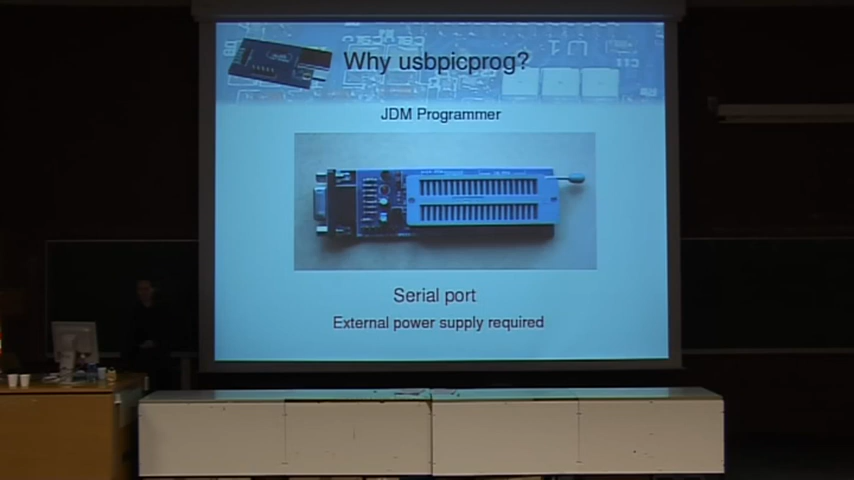 Why usbpicprog?
JDM Programmer
Serial port
External power supply required